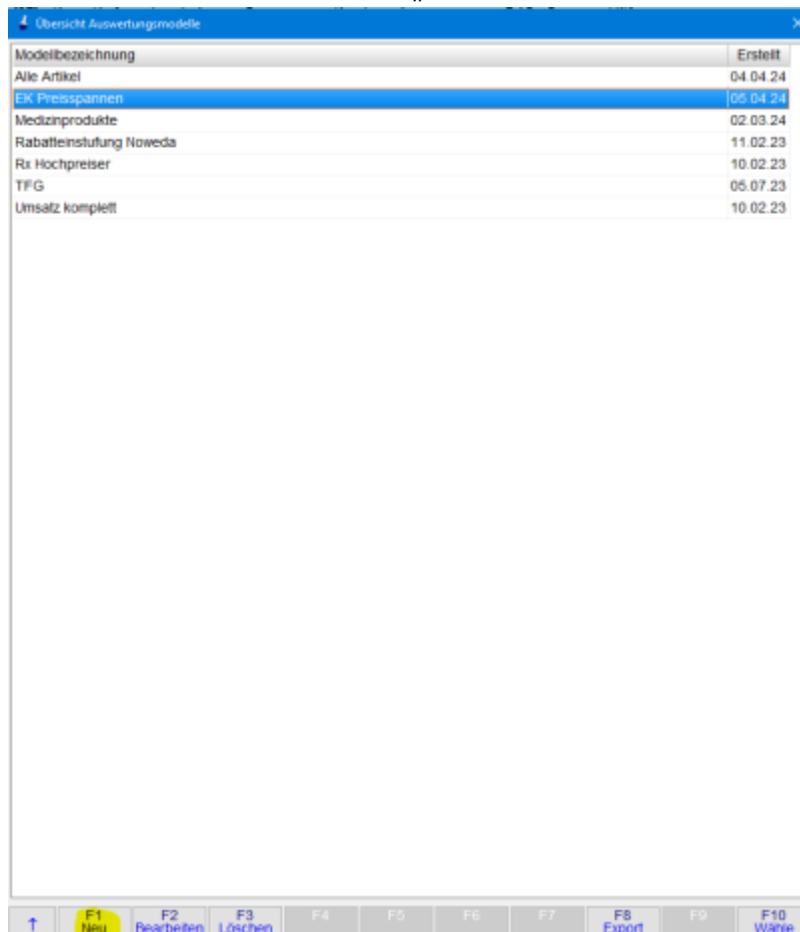 Übersicht Auswertungsmodelle
Modellbezeichnung Erstellt
Alle Artikel 04.04.24
EK Preisspannen 05.04.24
Medizinprodukte 02.03.24
Rabatteinstufung Noweda 11.02.23
Rx Hochpreiser 10.02.23
TFG 05.07.23
Umsatz komplett 10.02.23
F1 F2 F3 F4 F5 F6 F7 F8 F9 F10
Neu Bearbeiten Löschen Export Wähle